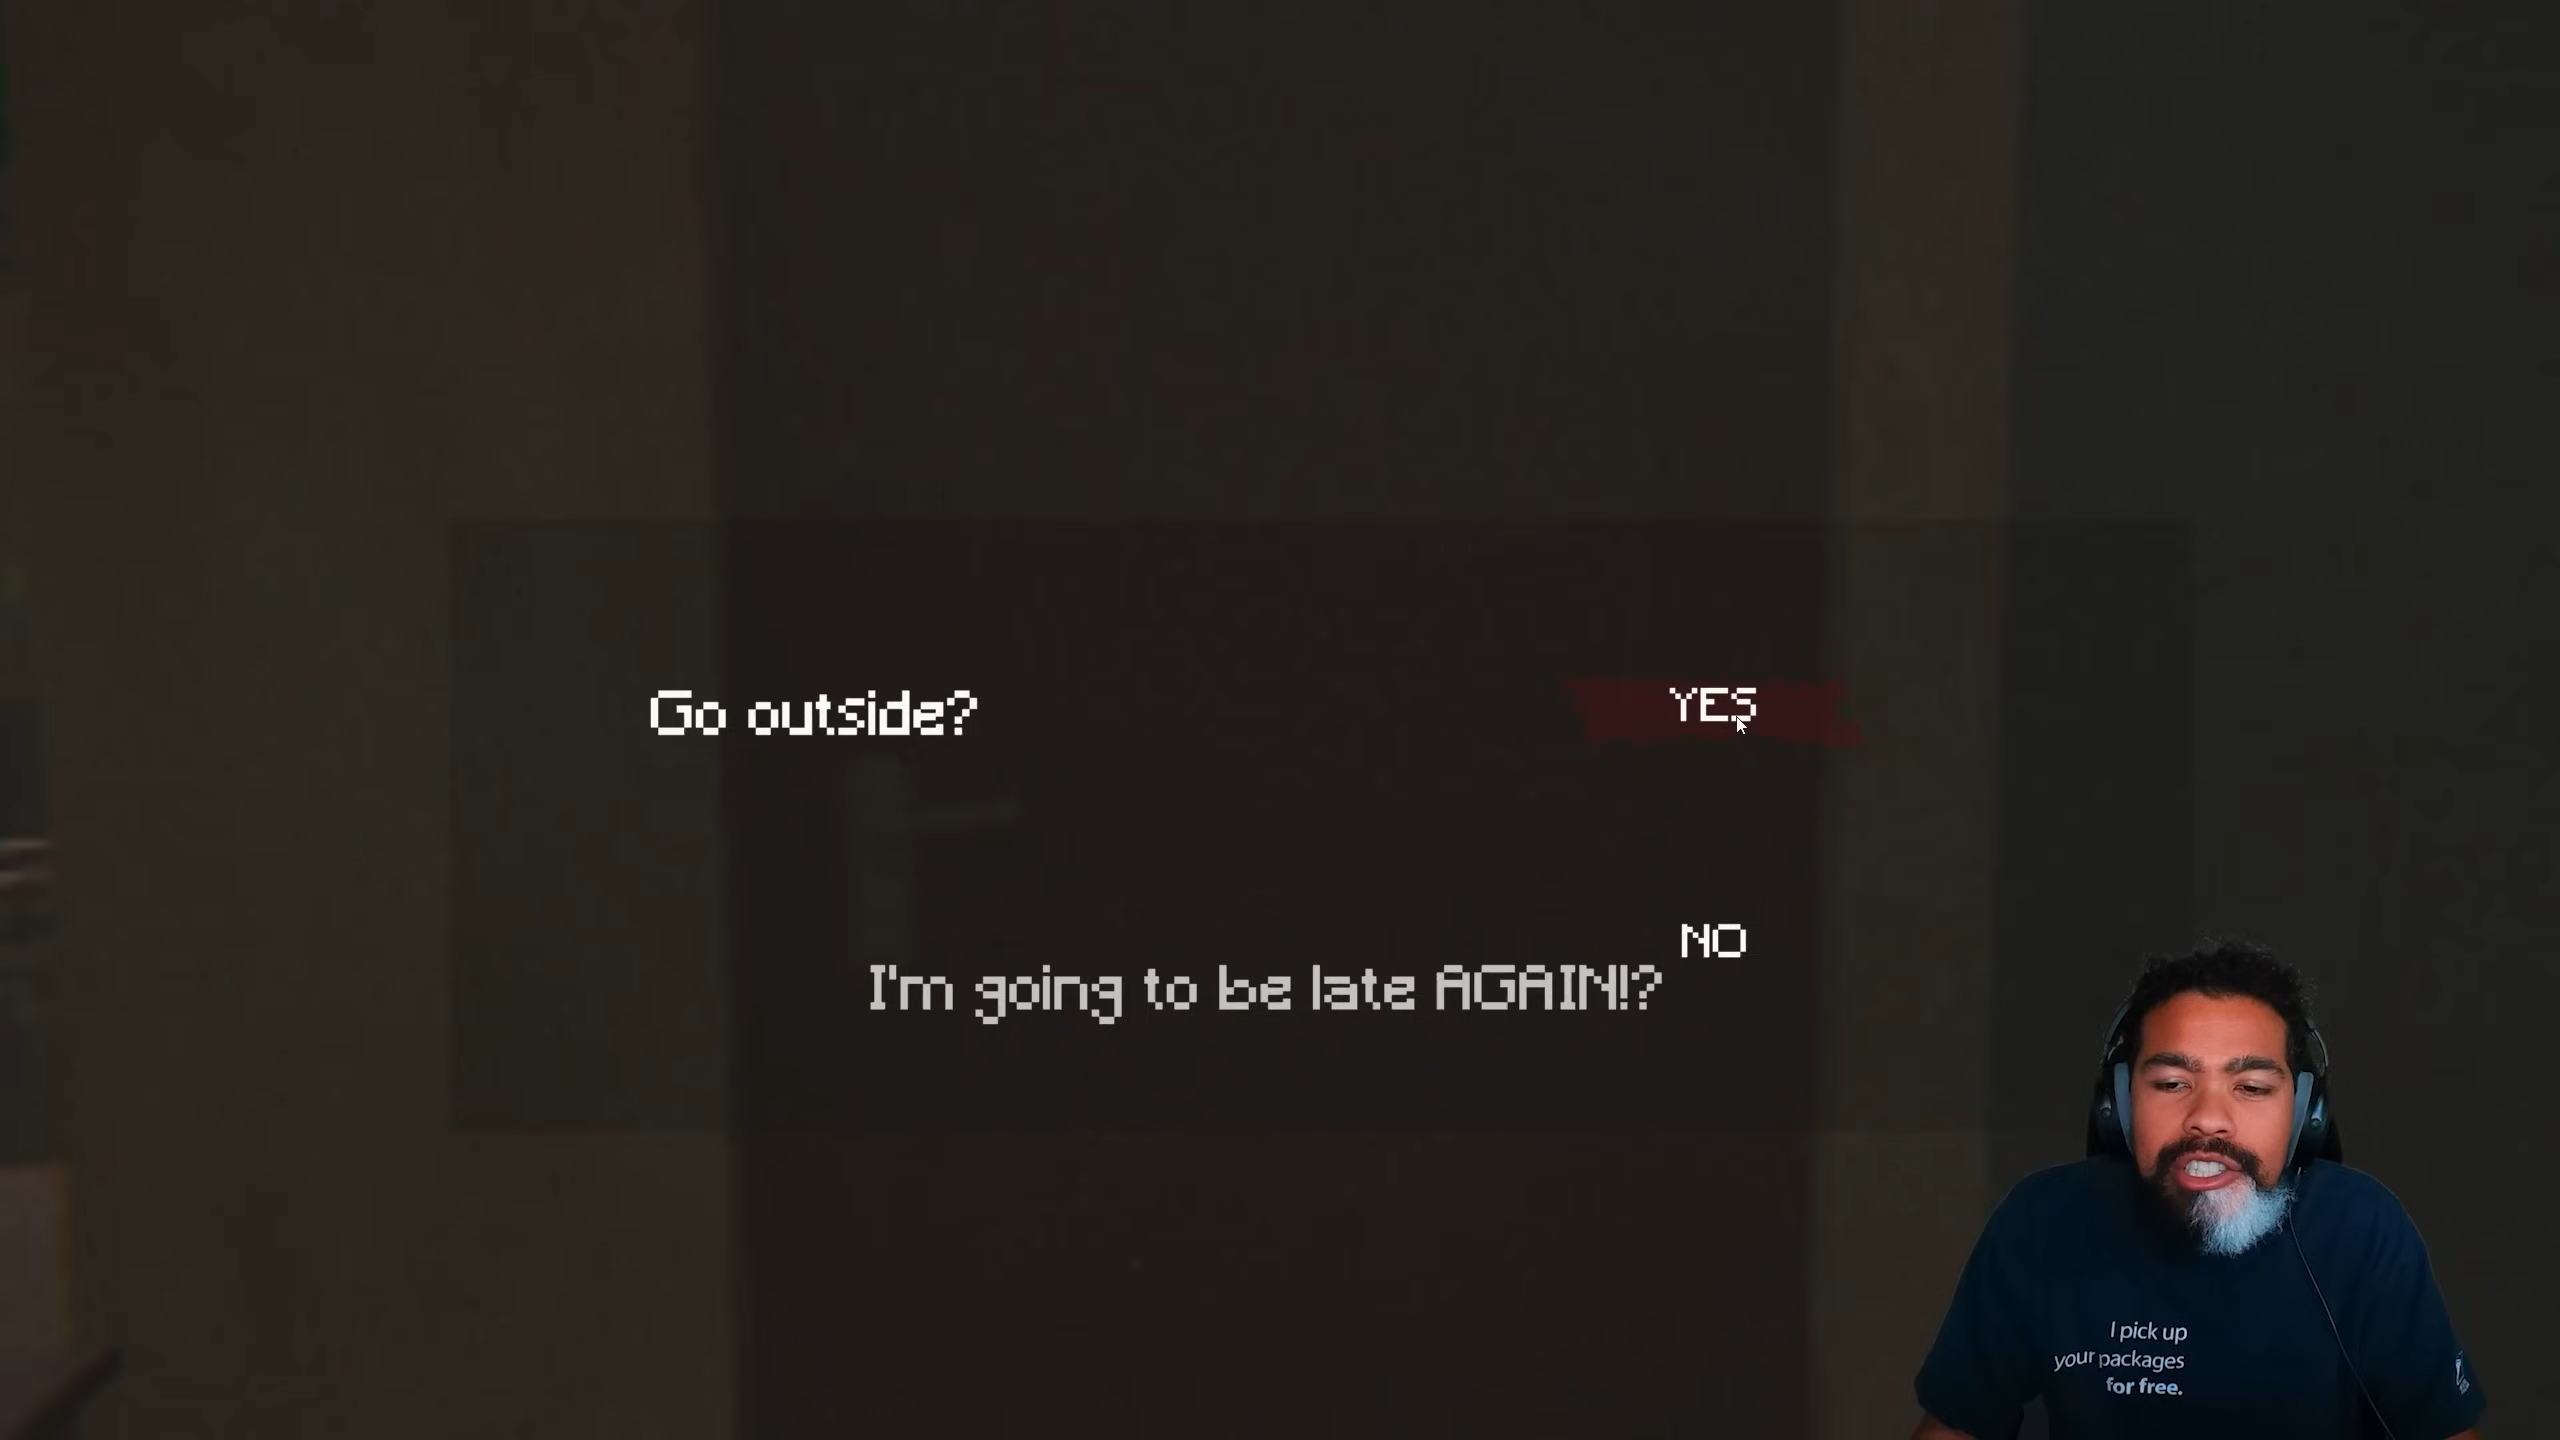 Go outside?
YES
NO
I'm going to be late AGAIN!?
I pick up
your packages
for free.